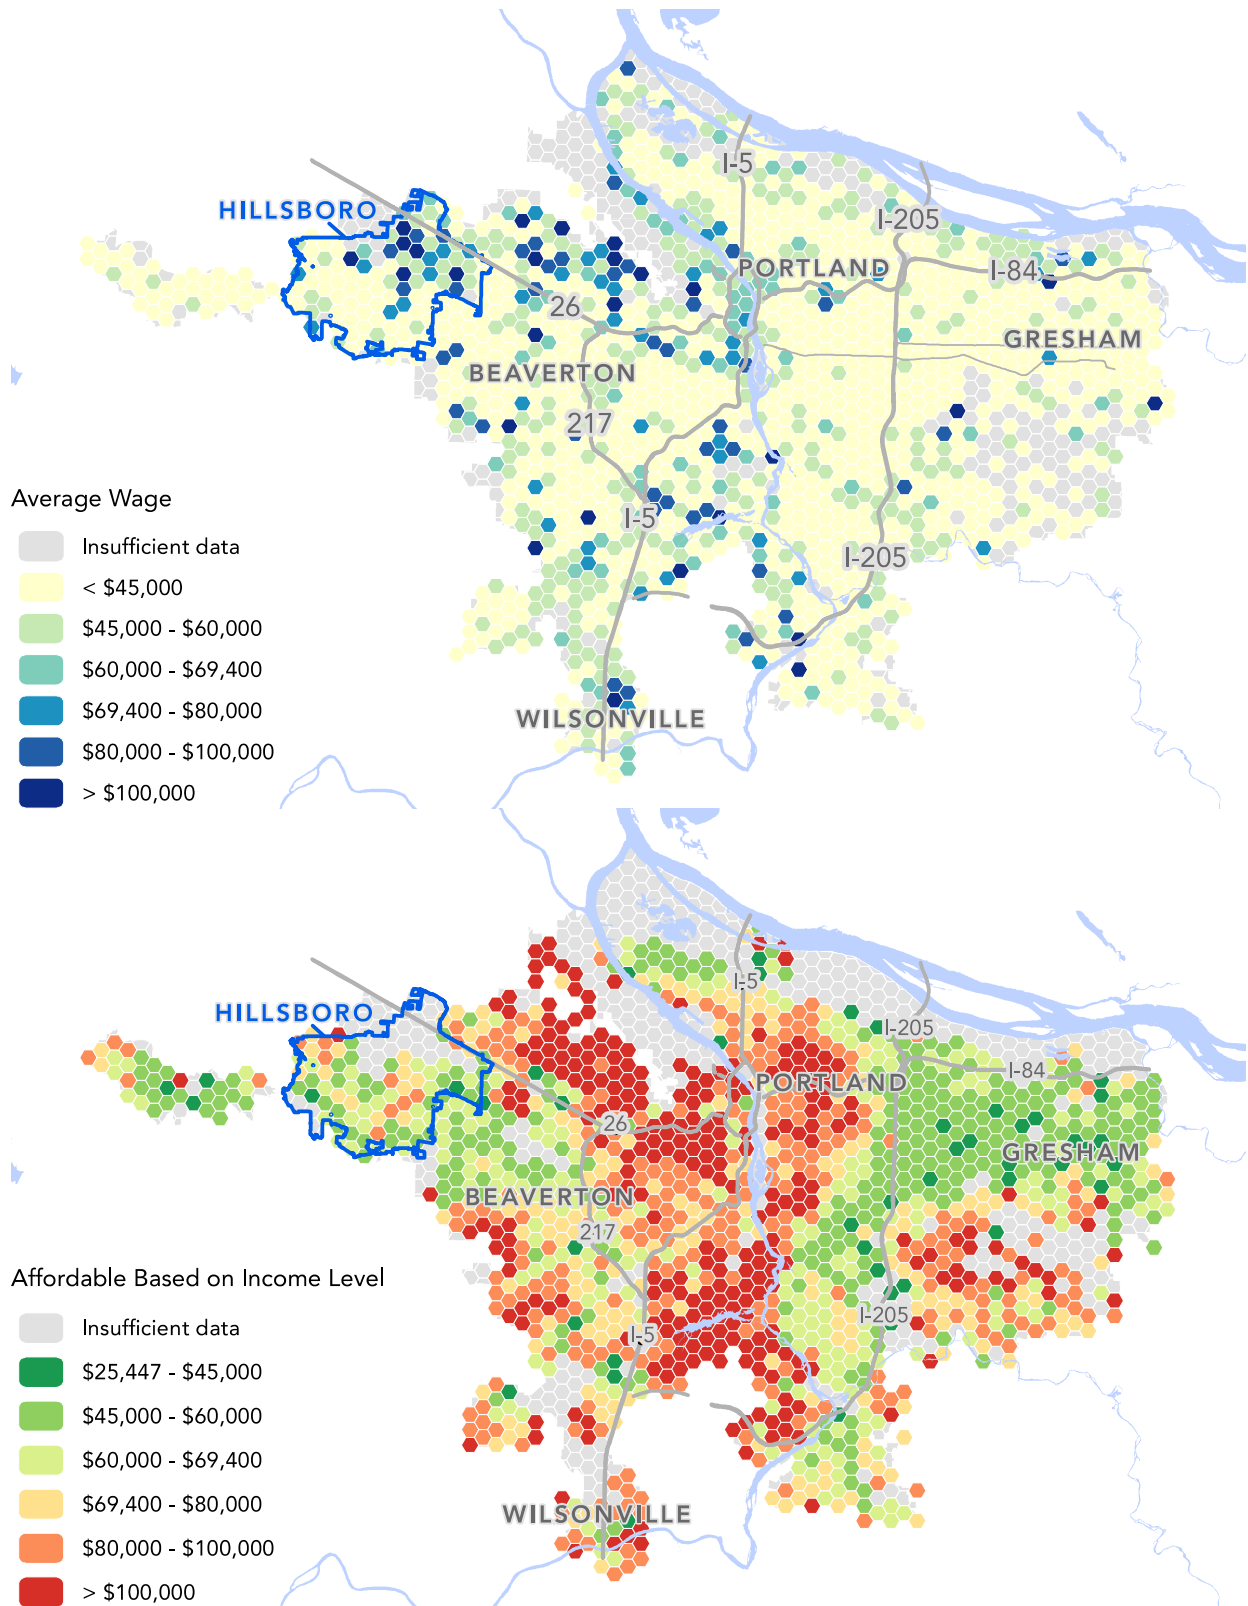 I-5
HILLSBORO
I-205
PORTLAND
I-84
26
GRESHAM
BEAVERTON
217
I-5
I-205
WILSONVILLE
Average Wage
Insufficient data
< $45,000
$45,000 - $60,000
$60,000 - $69,400
$69,400 - $80,000
$80,000 - $100,000
> $100,000
I-5
HILLSBORO
I-205
I-84
PORTLAND
26
GRESHAM
BEAVERTON
217
I-205
I-5
WILSONVILLE
Affordable Based on Income Level
Insufficient data
$25,447 - $45,000
$45,000 - $60,000
$60,000 - $69,400
$69,400 - $80,000
$80,000 - $100,000
> $100,000